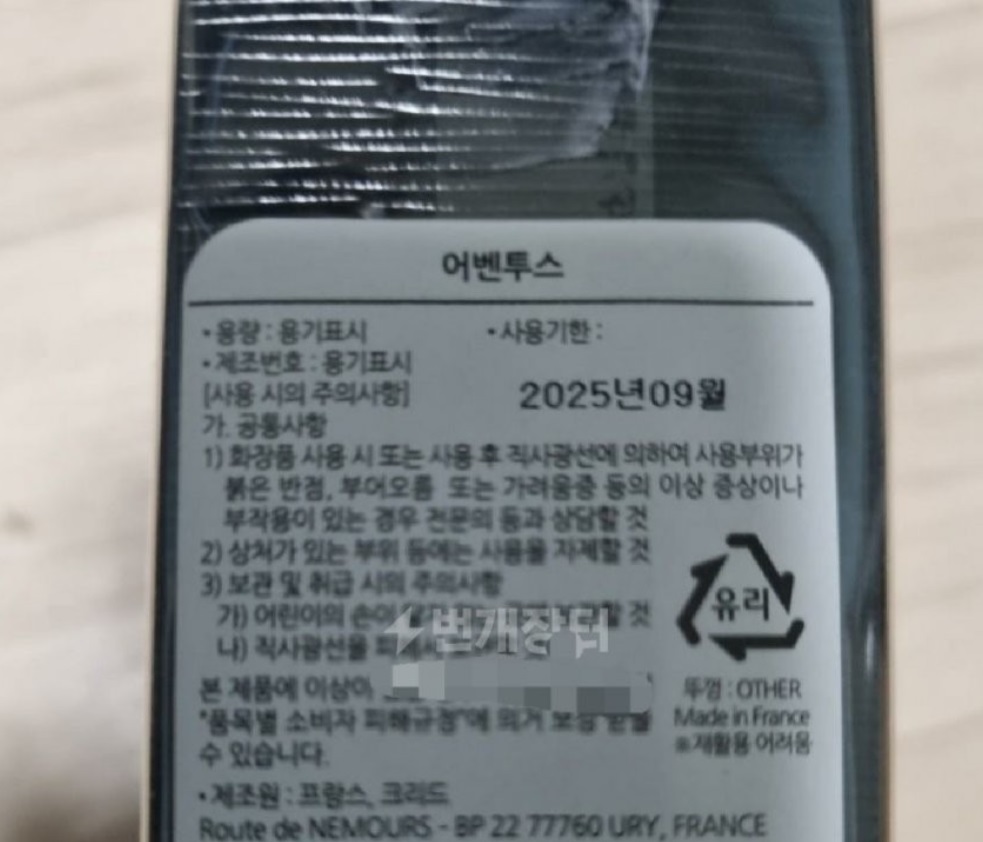 어벤투스
• 용량 : 용기표시 • 사용기한 :
• 제조번호 : 용기표시
[사용 시의 주의사항] 2025년09월
가. 공통사항
1) 화장품 사용 시 또는 사용 후 직사광선에 의하여 사용부위가
붉은 반점, 부어오름 또는 가려움증 등의 이상 증상이나
부작용이 있는 경우 전문의 등과 상담할 것
2) 상처가 있는 부위 등에는 사용을 자제할 것
3) 보관 및 취급 시의 주의사항
가) 어린이의 손이 것
나) 직사광선을
번개장터
본 제품에 이상이
"품목별 소비자 피해규정"에 의거 보상 받을
수 있습니다.
유리
뚜껑 : OTHER
Made in France
※재활용 어려움
• 제조원 : 프랑스, 크리드
Route de NEMOURS - BP 22 77760 URY, FRANCE